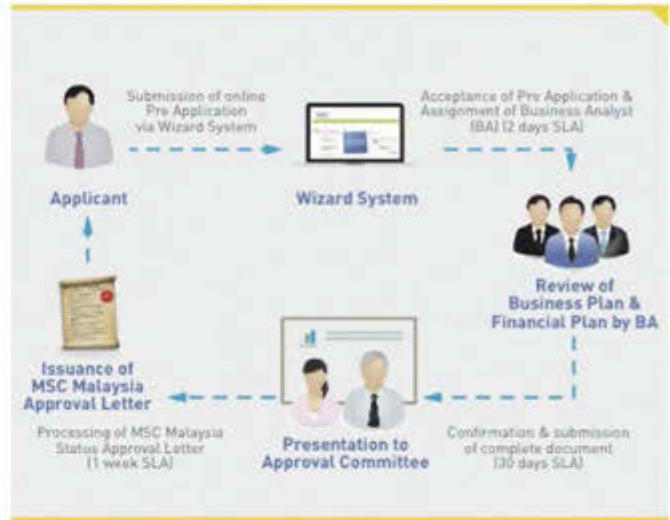 Submission of online
Pre Application
via Wizard System
Acceptance of Pre Application &
Assignment of Business Analyst
(BA) (2 days SLA)
Applicant
Wizard System
Review of
Business Plan &
Financial Plan by BA
Issuance of
MSC Malaysia
Approval Letter
Processing of MSC Malaysia
Status Approval Letter
(1 week SLA)
Presentation to
Approval Committee
Confirmation & submission
of complete document
(30 days SLA)